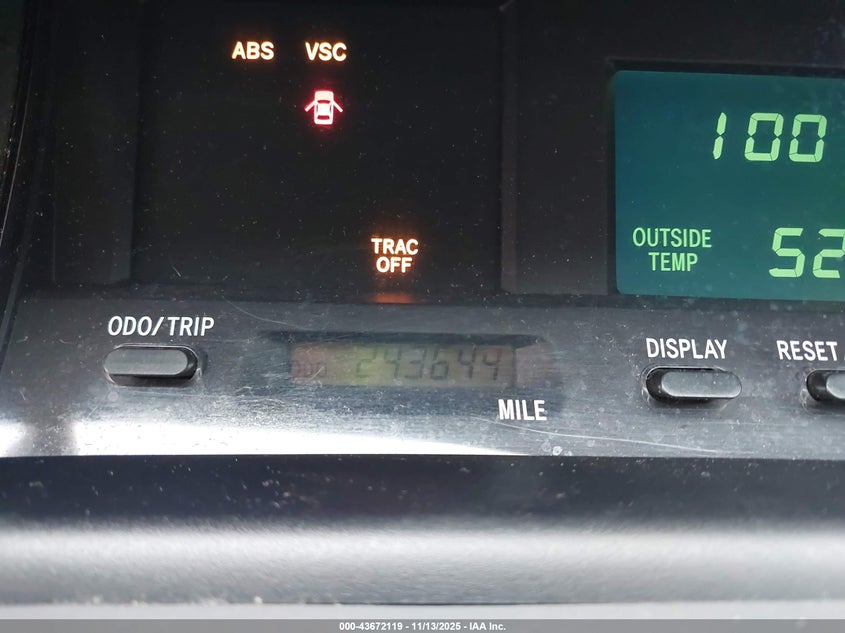 ABS VSC
100
TRAC
OFF
OUTSIDE
TEMP
52
ODO/TRIP
243644
MILE
DISPLAY
RESET
000-43672119 - 11/13/2025 - IAA Inc.